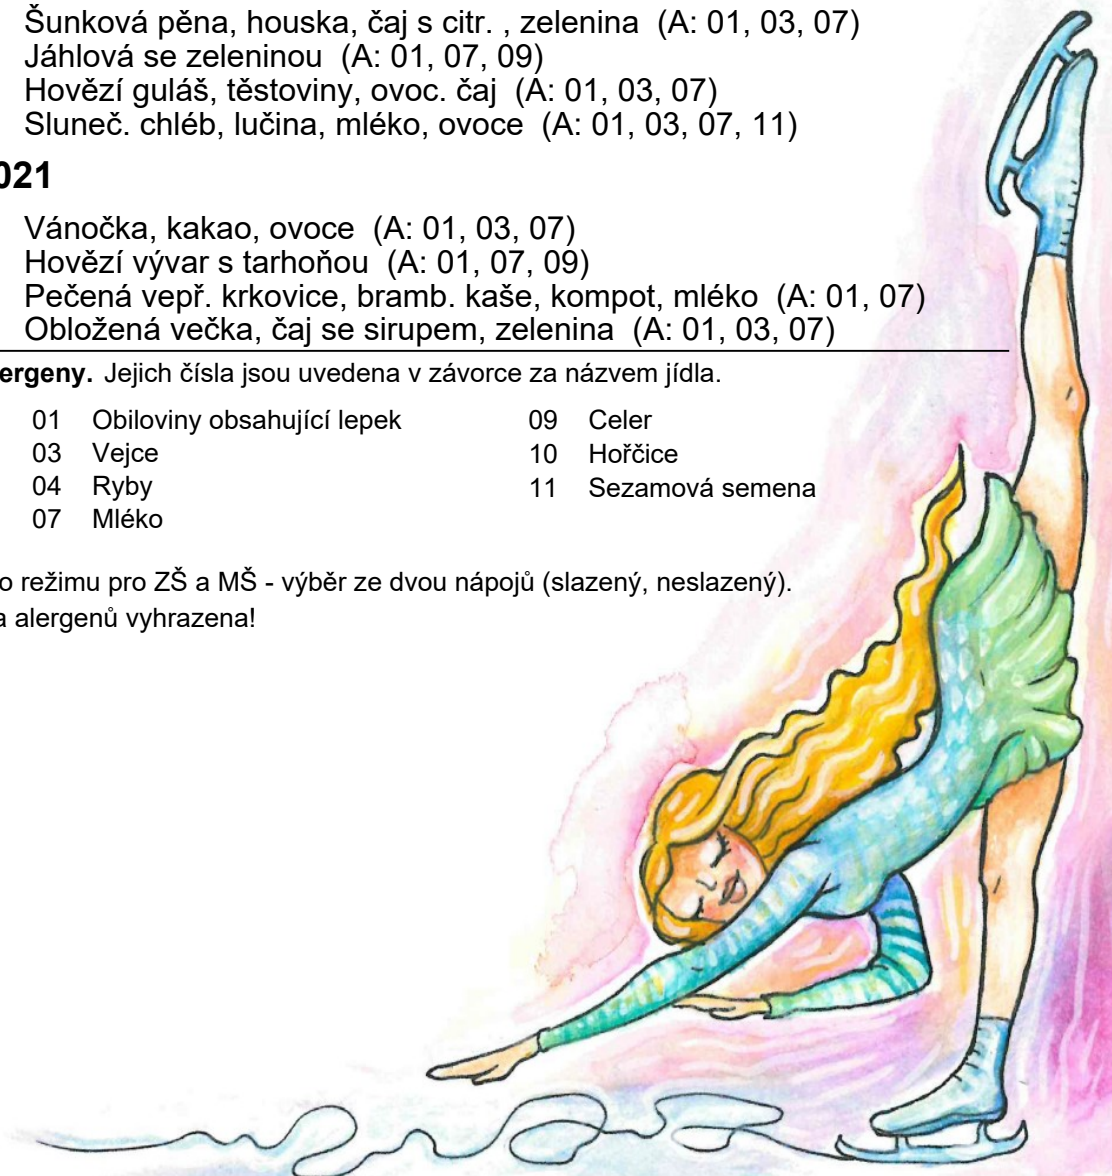 Šunková pěna, houska, čaj s citr. , zelenina (A: 01, 03, 07)
Jáhlová se zeleninou (A: 01, 07, 09)
Hovězí guláš, těstoviny, ovoc. čaj (A: 01, 03, 07)
Sluneč. chléb, lučina, mléko, ovoce (A: 01, 03, 07, 11)
021
Vánočka, kakao, ovoce (A: 01, 03, 07)
Hovězí vývar s tarhoňou (A: 01, 07, 09)
Pečená vepř. krkovice, bramb. kaše, kompot, mléko (A: 01, 07)
Obložená večka, čaj se sirupem, zelenina (A: 01, 03, 07)
ergeny. Jejich čísla jsou uvedena v závorce za názvem jídla.
01 Obiloviny obsahující lepek
03 Vejce
04 Ryby
07 Mléko
09 Celer
10 Hořčice
11 Sezamová semena
o režimu pro ZŠ a MŠ - výběr ze dvou nápojů (slazený, neslazený).
a alergenů vyhrazena!